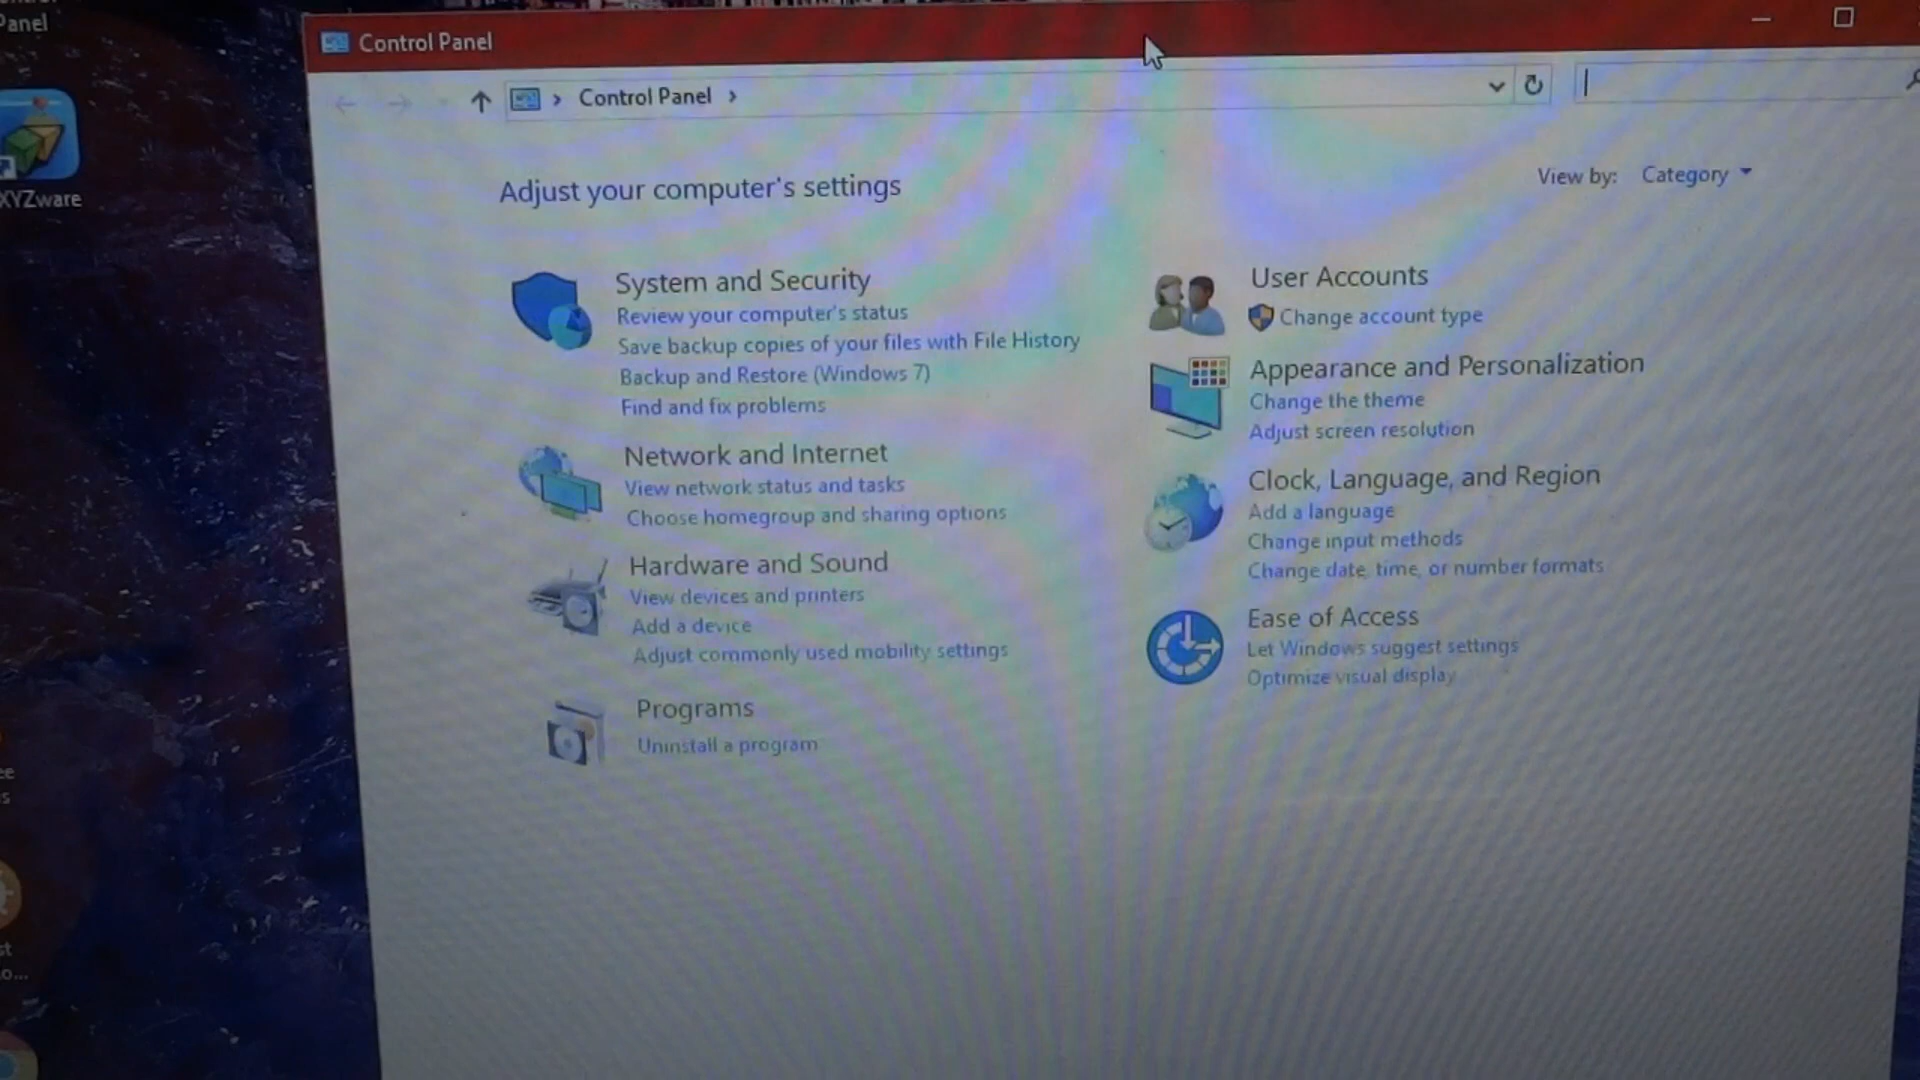 Panel
Control Panel
Control Panel
XYZware
Adjust your computer's settings
View by: Category
System and Security
Review your computer's status
Save backup copies of your files with File History
Backup and Restore (Windows 7)
Find and fix problems
Network and Internet
View network status and tasks
Choose homegroup and sharing options
Hardware and Sound
View devices and printers
Add a device
Adjust commonly used mobility settings
Programs
Uninstall a program
User Accounts
Change account type
Appearance and Personalization
Change the theme
Adjust screen resolution
Clock, Language, and Region
Add a language
Change input methods
Change date, time, or number formats
Ease of Access
Let Windows suggest settings
Optimize visual display